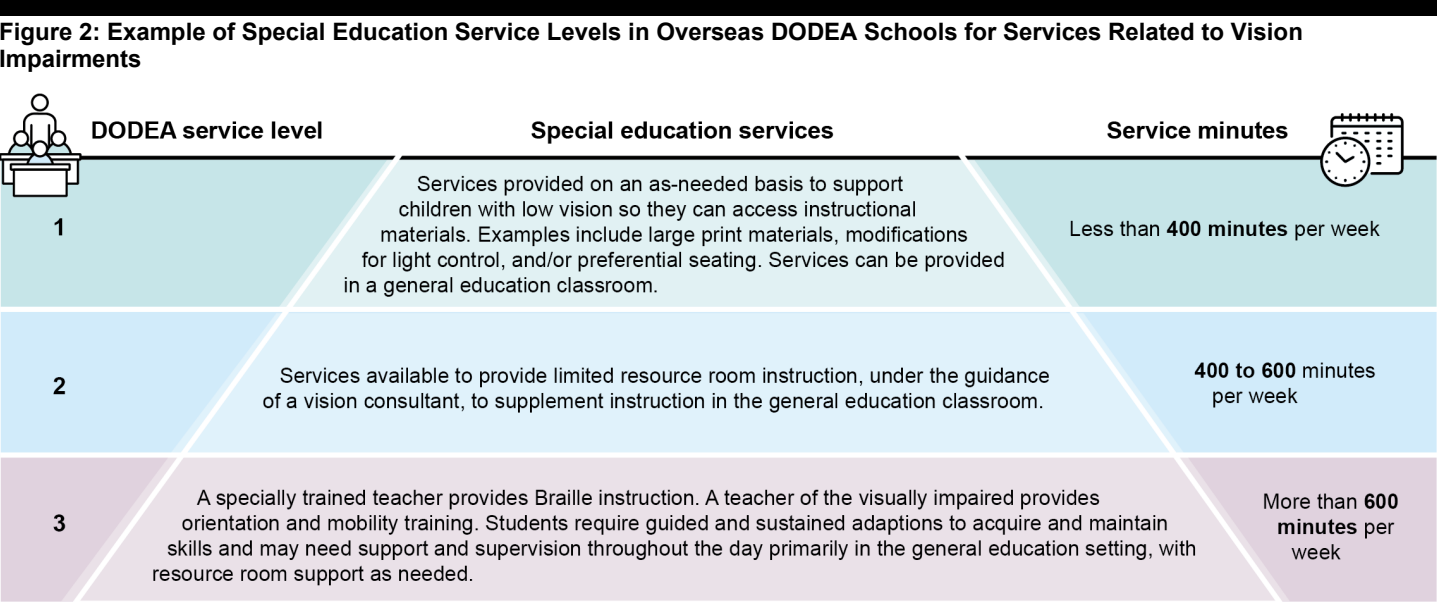 Figure 2: Example of Special Education Service Levels in Overseas DODEA Schools for Services Related to Vision
Impairments
DODEA service level
Special education services
Service minutes
1
Services provided on an as-needed basis to support
children with low vision so they can access instructional
materials. Examples include large print materials, modifications
for light control, and/or preferential seating. Services can be provided
in a general education classroom.
Less than 400 minutes per week
2
Services available to provide limited resource room instruction, under the guidance
of a vision consultant, to supplement instruction in the general education classroom.
400 to 600 minutes
per week
3
A specially trained teacher provides Braille instruction. A teacher of the visually impaired provides
orientation and mobility training. Students require guided and sustained adaptions to acquire and maintain
skills and may need support and supervision throughout the day primarily in the general education setting, with
resource room support as needed.
More than 600
minutes per
week